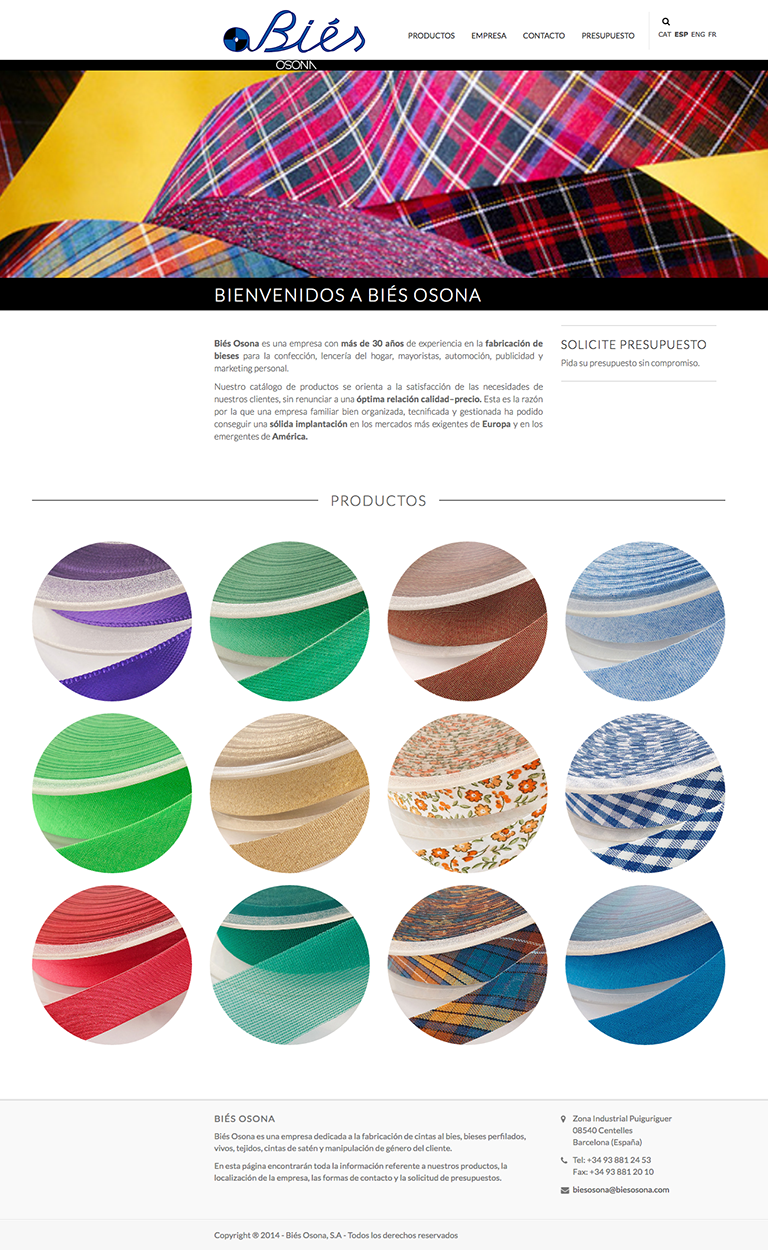 Biés
OSONA
PRODUCTOS EMPRESA CONTACTO PRESUPUESTO
CAT ESP ENG FR
BIENVENIDOS A BIÉS OSONA
Biés Osona es una empresa con más de 30 años de experiencia en la fabricación de
bieses para la confección, lencería del hogar, mayoristas, automoción, publicidad y
marketing personal.
Nuestro catálogo de productos se orienta a la satisfacción de las necesidades de
nuestros clientes, sin renunciar a una óptima relación calidad–precio. Esta es la razón
por la que una empresa familiar bien organizada, tecnificada y gestionada ha podido
conseguir una sólida implantación en los mercados más exigentes de Europa y en los
emergentes de América.
SOLICITE PRESUPUESTO
Pida su presupuesto sin compromiso.
PRODUCTOS
BIÉS OSONA
Biés Osona es una empresa dedicada a la fabricación de cintas al bies, bieses perfilados,
vivos, tejidos, cintas de satén y manipulación de género del cliente.
En esta página encontrarán toda la información referente a nuestros productos, la
localización de la empresa, las formas de contacto y la solicitud de presupuestos.
Zona Industrial Puiguríguer
08540 Centelles
Barcelona (España)
Tel: +34 93 881 24 53
Fax: +34 93 881 20 10
biesosona@biesosona.com
Copyright ® 2014 - Biés Osona, S.A - Todos los derechos reservados